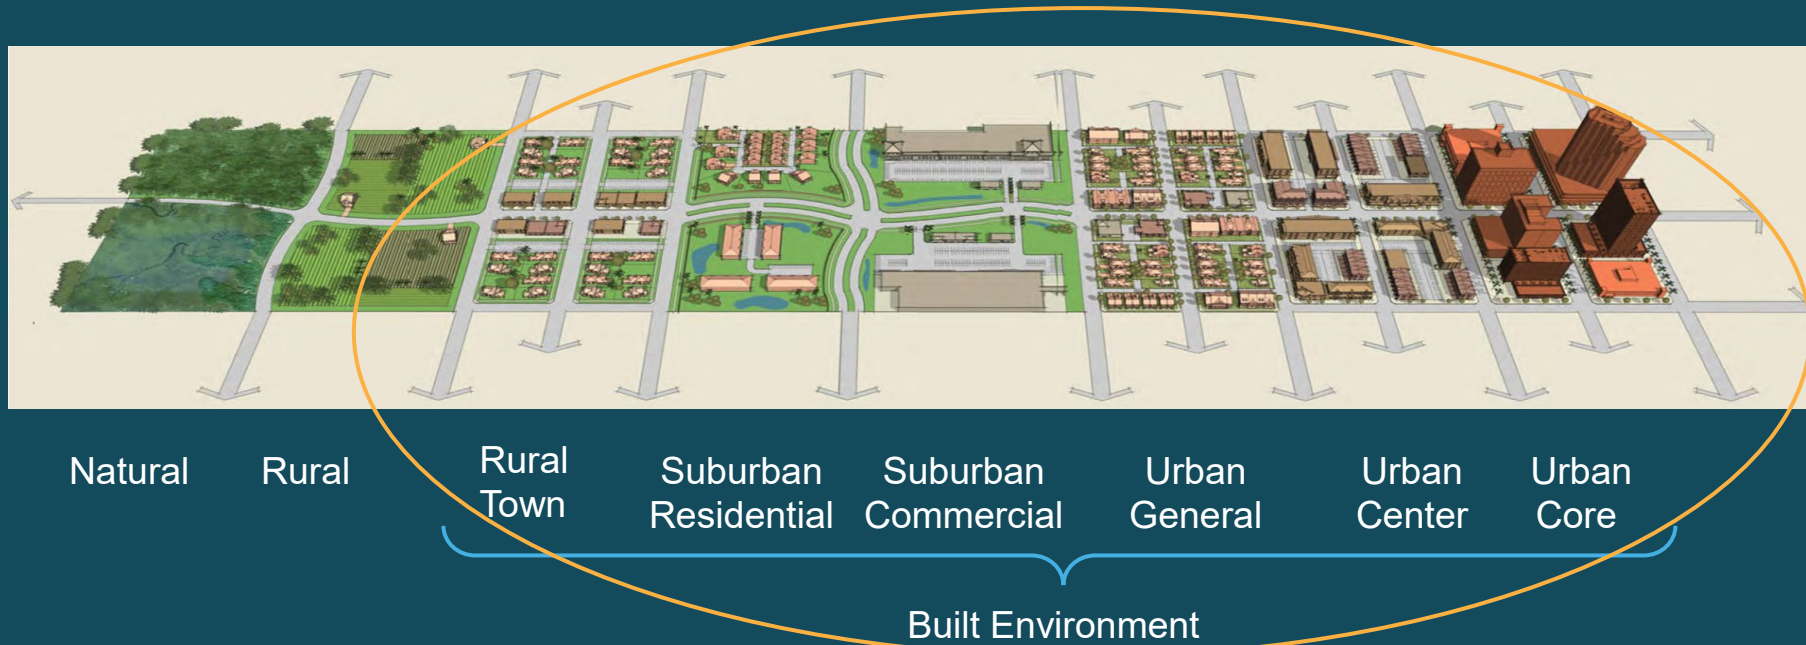 Natural
Rural
Rural
Town
Suburban
Residential
Suburban
Commercial
Urban
General
Urban
Center
Urban
Core
Built Environment